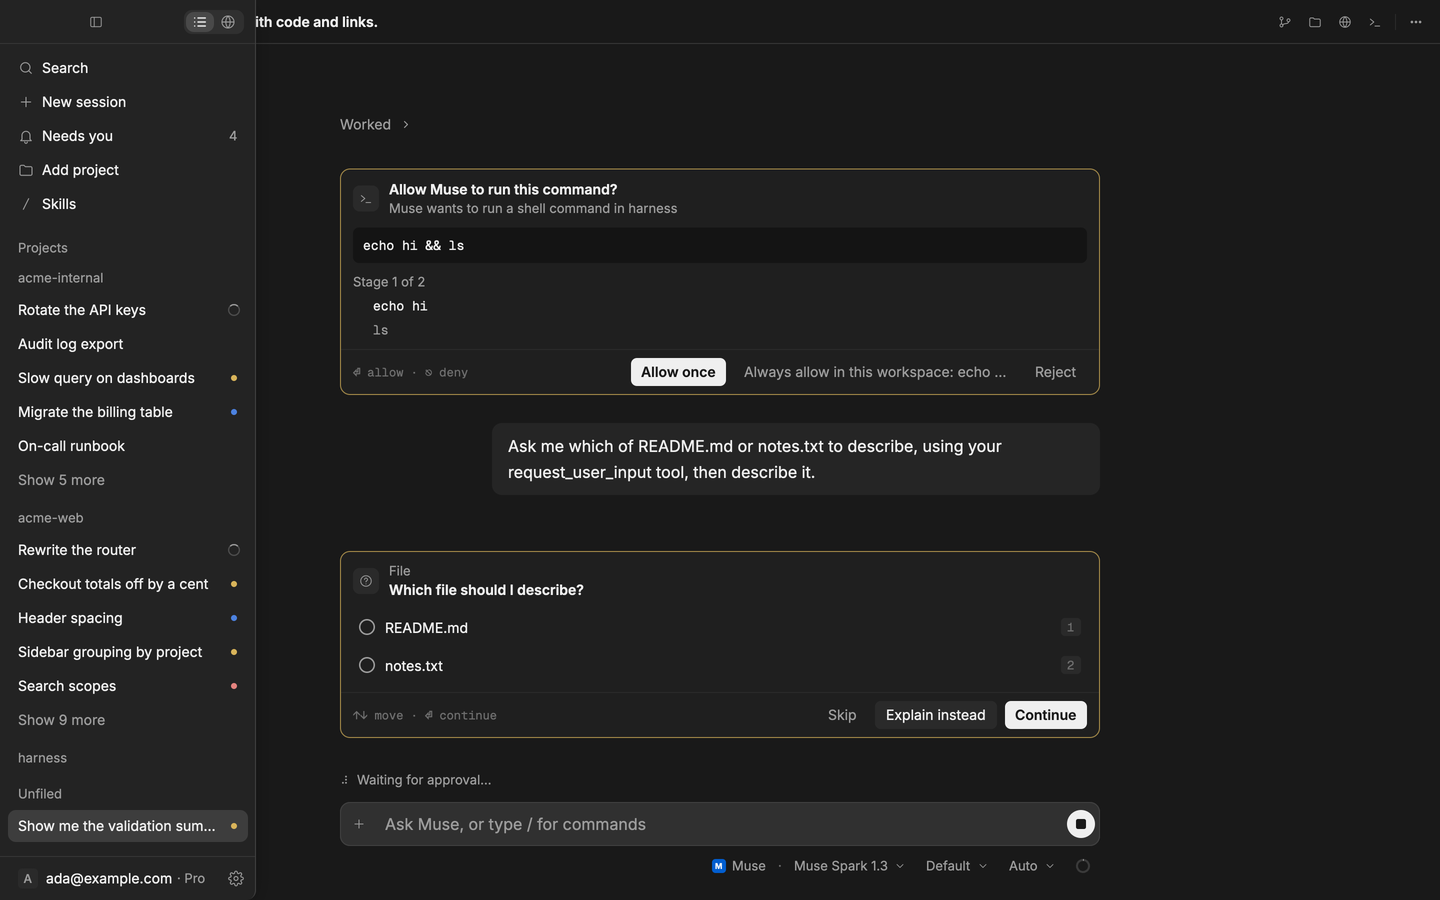 ith code and links.
Search
New session
Needs you 4
Add project
Skills
Projects
acme-internal
Rotate the API keys
Audit log export
Slow query on dashboards
Migrate the billing table
On-call runbook
Show 5 more
acme-web
Rewrite the router
Checkout totals off by a cent
Header spacing
Sidebar grouping by project
Search scopes
Show 9 more
harness
Unfiled
Show me the validation sum...
A ada@example.com · Pro
Worked
Allow Muse to run this command?
Muse wants to run a shell command in harness
echo hi && ls
Stage 1 of 2
echo hi
ls
allow · deny Allow once Always allow in this workspace: echo ... Reject
Ask me which of README.md or notes.txt to describe, using your
request_user_input tool, then describe it.
File
Which file should I describe?
README.md 1
notes.txt 2
move · continue Skip Explain instead Continue
Waiting for approval...
Ask Muse, or type / for commands
M Muse · Muse Spark 1.3 Default Auto